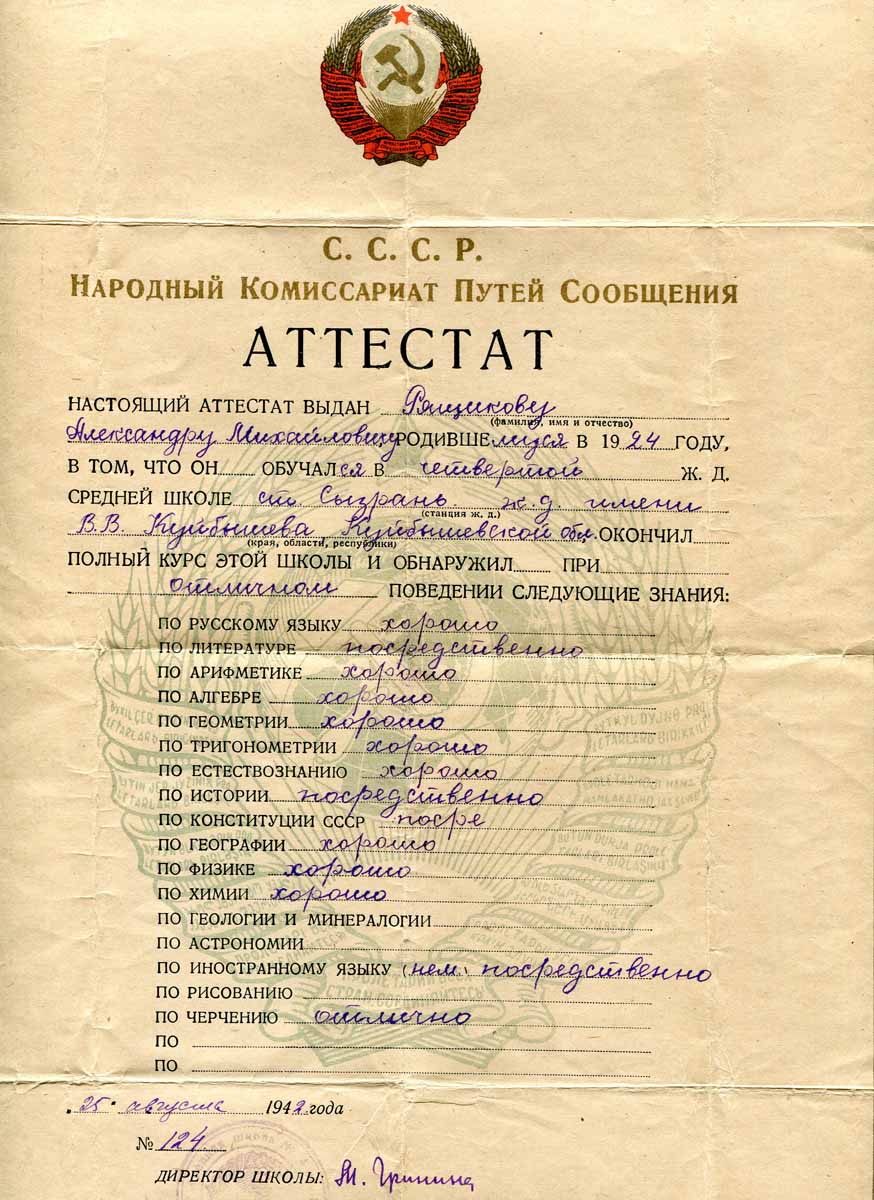 С. С. С. Р.
НАРОДНЫЙ КОМИССАРИАТ ПУТЕЙ СООБЩЕНИЯ
АТТЕСТАТ
НАСТОЯЩИЙ АТТЕСТАТ ВЫДАН Рящикову
(фамилия, имя и отчество)
Александру Михайловичу РОДИВШЕмуся В 1924 ГОДУ,
В ТОМ, ЧТО ОН ОБУЧАЛся В четвертой Ж. Д.
СРЕДНЕЙ ШКОЛЕ ст. Сызрань ж.д имени
(станция ж. д.)
В.В. Куйбышева Куйбышевской обл. ОКОНЧИЛ
(края, области, республики)
ПОЛНЫЙ КУРС ЭТОЙ ШКОЛЫ И ОБНАРУЖИЛ ПРИ
отличном ПОВЕДЕНИИ СЛЕДУЮЩИЕ ЗНАНИЯ:
ПО РУССКОМУ ЯЗЫКУ хорошо
ПО ЛИТЕРАТУРЕ посредственно
ПО АРИФМЕТИКЕ хорошо
ПО АЛГЕБРЕ хорошо
ПО ГЕОМЕТРИИ хорошо
ПО ТРИГОНОМЕТРИИ хорошо
ПО ЕСТЕСТВОЗНАНИЮ хорошо
ПО ИСТОРИИ посредственно
ПО КОНСТИТУЦИИ СССР посре
ПО ГЕОГРАФИИ хорошо
ПО ФИЗИКЕ хорошо
ПО ХИМИИ хорошо
ПО ГЕОЛОГИИ И МИНЕРАЛОГИИ
ПО АСТРОНОМИИ
ПО ИНОСТРАННОМУ ЯЗЫКУ (нем. посредственно
ПО РИСОВАНИЮ
ПО ЧЕРЧЕНИЮ отлично
ПО
ПО
"25" августа 1942 года
№ 124.
ДИРЕКТОР ШКОЛЫ: М. Гринина